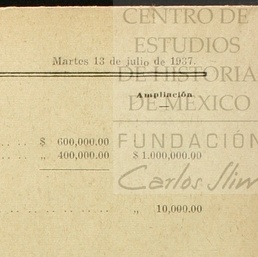 CENTRO DE
ESTUDIOS
Martes 13 de julio de 1937.
DE HISTORIA
Ampliación
DE MÉXICO
FUNDACIÓN
$ 600,000.00
„ 400,000.00 $ 1.000,000.00
Carlos Slim
„ 10,000.00